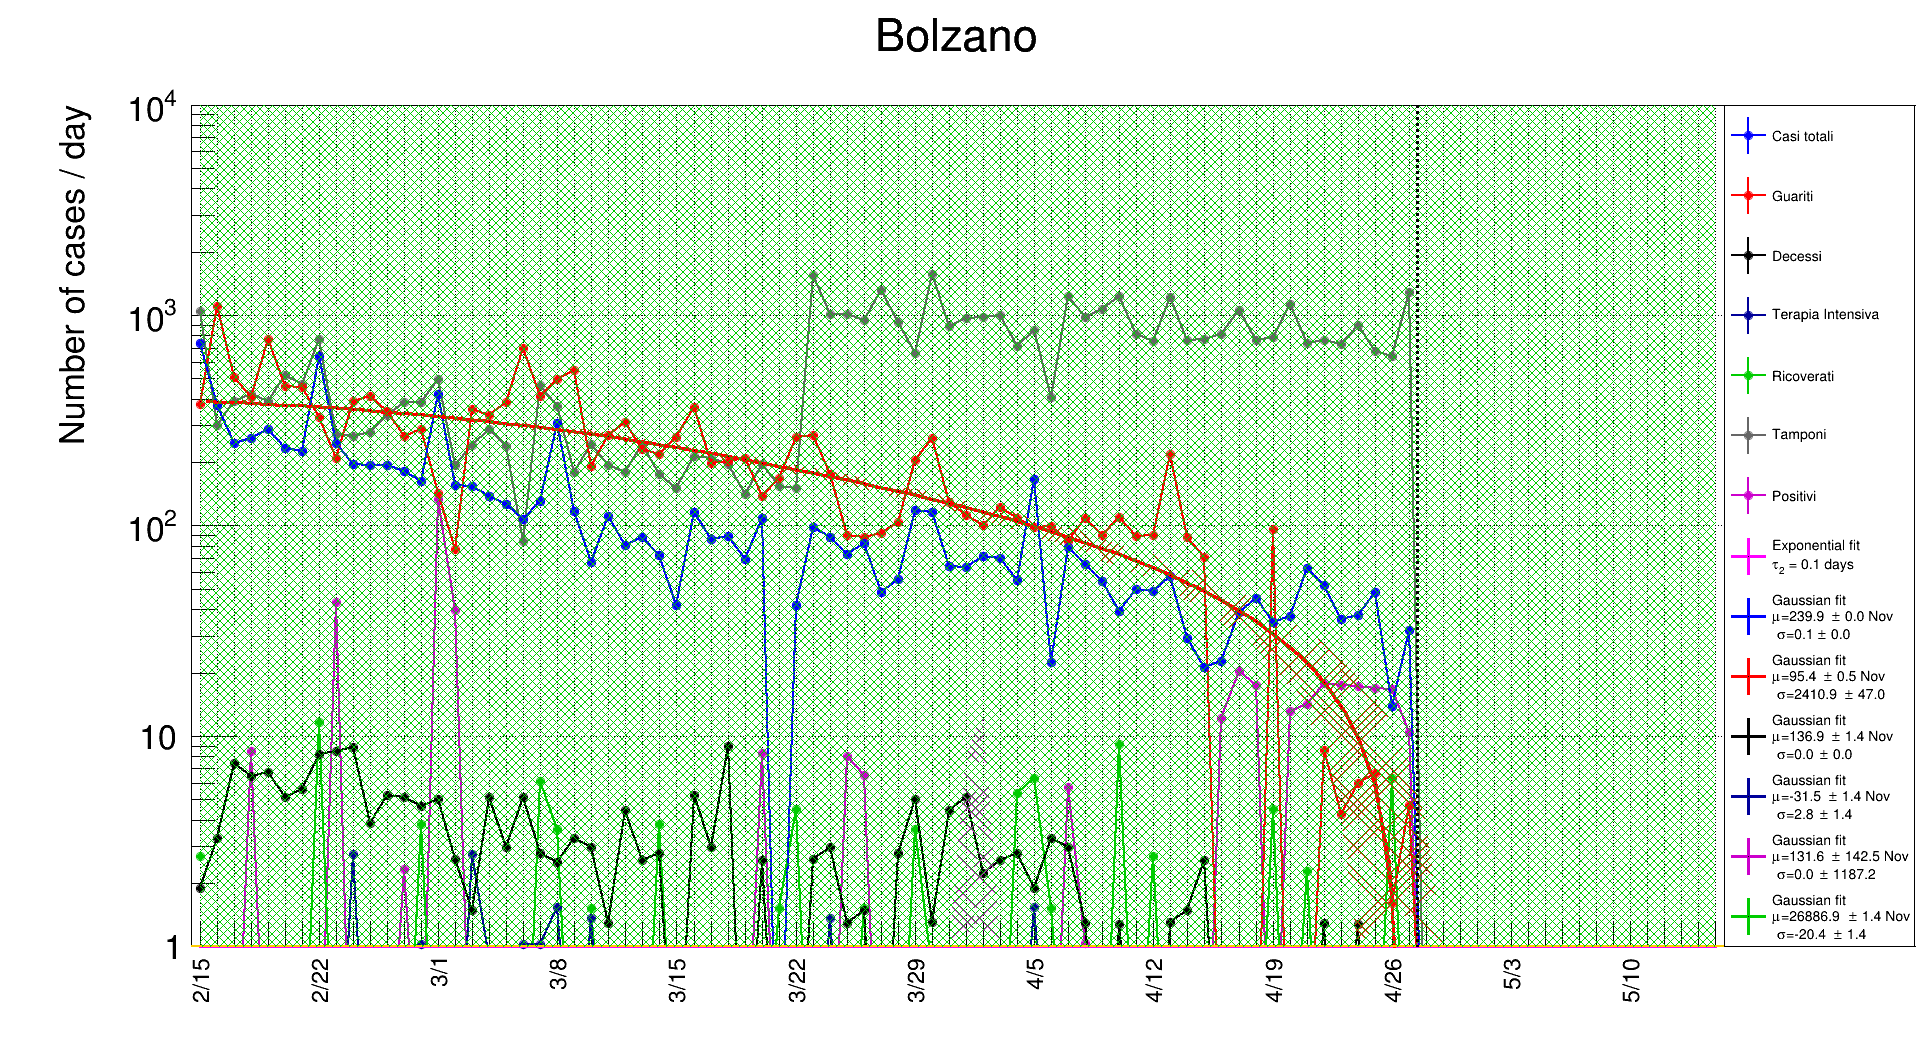 Bolzano
Number of cases / day
10⁴
10³
10²
10
1
2/15
2/22
3/1
3/8
3/15
3/22
3/29
4/5
4/12
4/19
4/26
5/3
5/10
Casi totali
Guariti
Decessi
Terapia Intensiva
Ricoverati
Tamponi
Positivi
Exponential fit
τ₂ = 0.1 days
Gaussian fit
μ=239.9 ± 0.0 Nov
σ=0.1 ± 0.0
Gaussian fit
μ=95.4 ± 0.5 Nov
σ=2410.9 ± 47.0
Gaussian fit
μ=136.9 ± 1.4 Nov
σ=0.0 ± 0.0
Gaussian fit
μ=-31.5 ± 1.4 Nov
σ=2.8 ± 1.4
Gaussian fit
μ=131.6 ± 142.5 Nov
σ=0.0 ± 1187.2
Gaussian fit
μ=26886.9 ± 1.4 Nov
σ=-20.4 ± 1.4